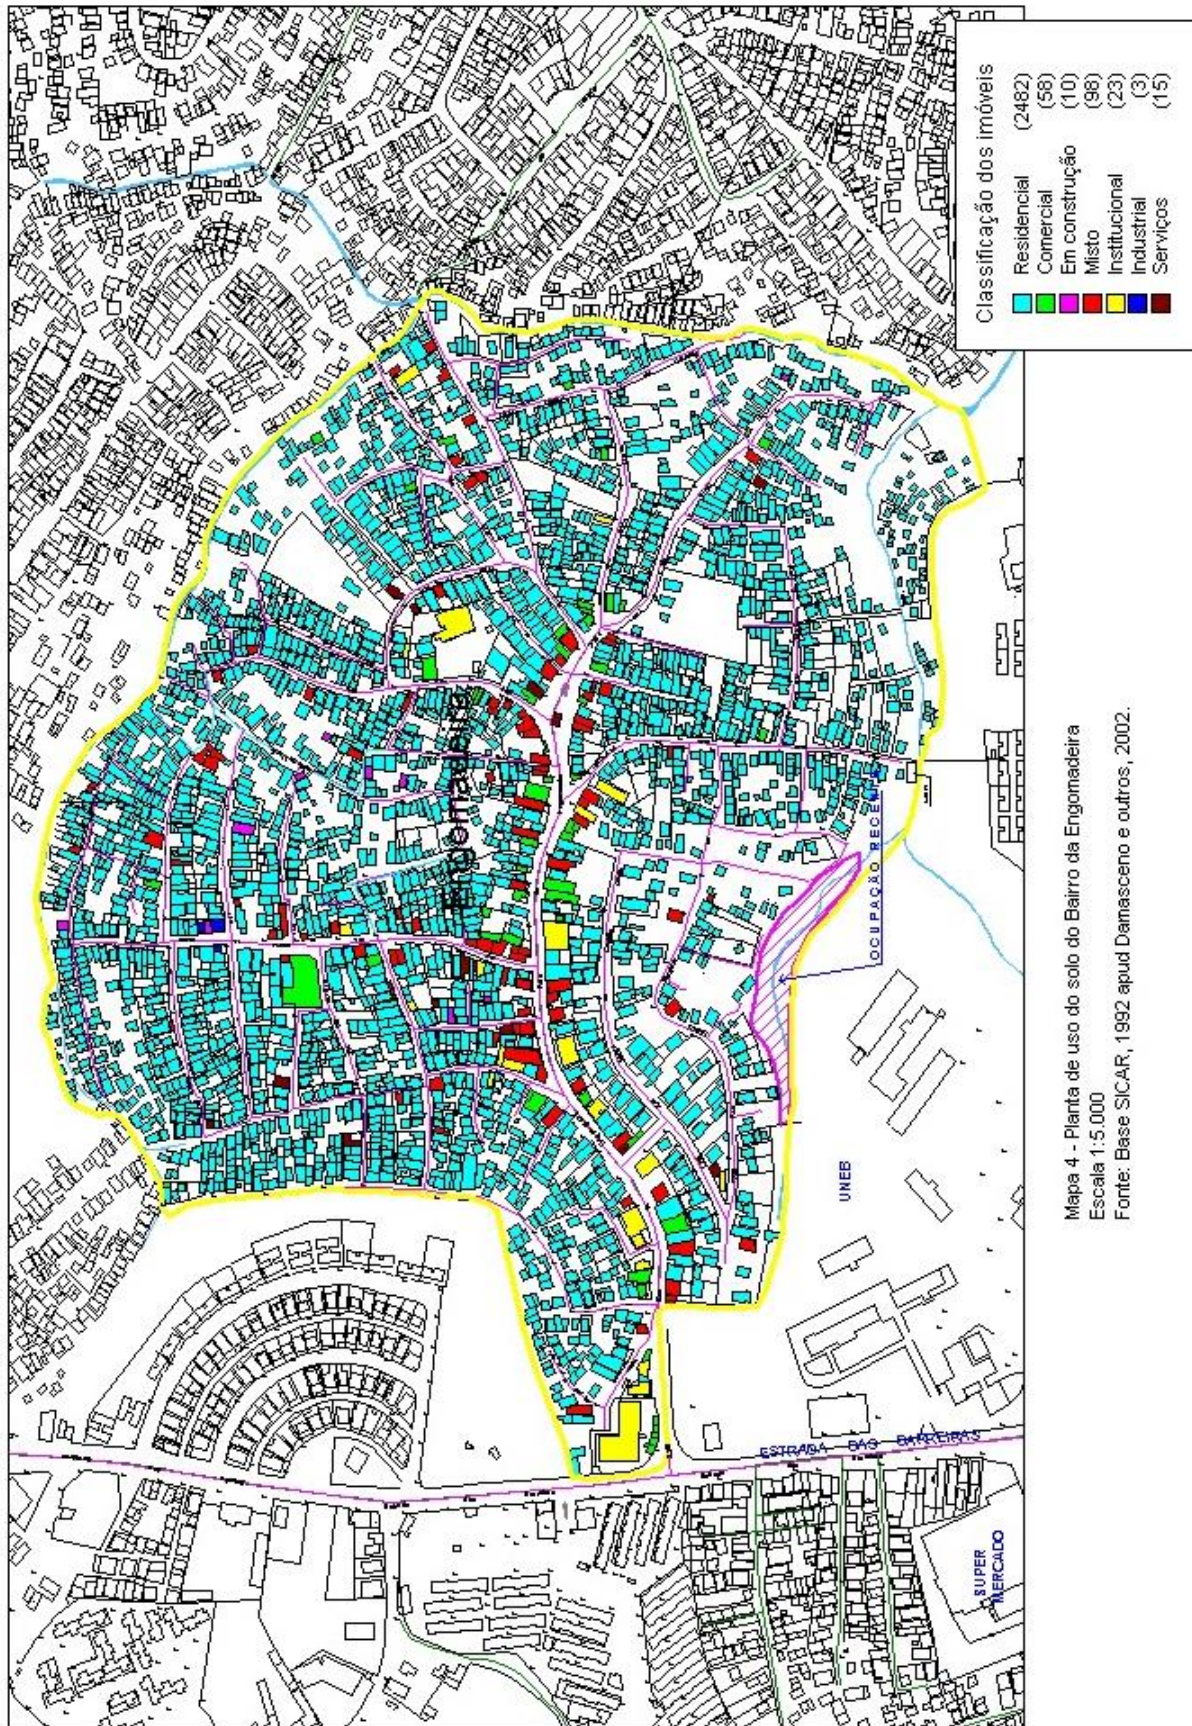 Engomadeira
OCUPAÇÃO RECENTE
UNEB
ESTRADA DAS BARREIRAS
SUPER
MERCADO
Classificação dos imóveis
Residencial (2482)
Comercial (58)
Em construção (10)
Misto (98)
Institucional (23)
Industrial (3)
Serviços (15)
Mapa 4 - Planta de uso do solo do Bairro da Engomadeira
Escala 1:5.000
Fonte: Base SICAR, 1992 apud Damasceno e outros, 2002.